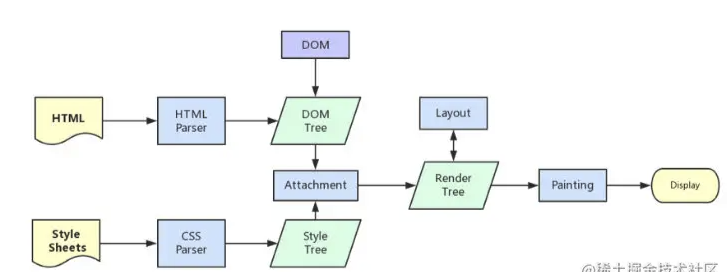 DOM
HTML
HTML
Parser
DOM
Tree
Layout
Attachment
Render
Tree
Painting
Display
Style
Sheets
CSS
Parser
Style
Tree
@稀土掘金技术社区